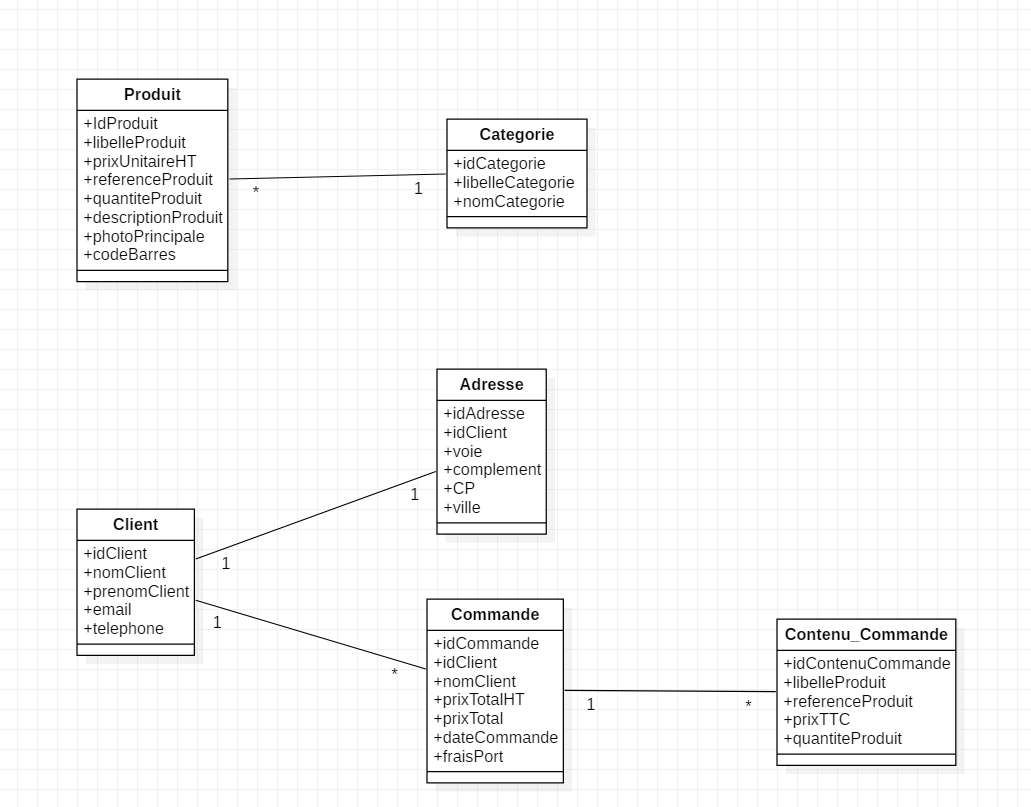 Produit
+IdProduit
+libelleProduit
+prixUnitaireHT
+referenceProduit
+quantiteProduit
+descriptionProduit
+photoPrincipale
+codeBarres
*
1
Categorie
+idCategorie
+libelleCategorie
+nomCategorie
Adresse
+idAdresse
+idClient
+voie
+complement
+CP
+ville
1
1
Client
+idClient
+nomClient
+prenomClient
+email
+telephone
1
*
Commande
+idCommande
+idClient
+nomClient
+prixTotalHT
+prixTotal
+dateCommande
+fraisPort
1
*
Contenu_Commande
+idContenuCommande
+libelleProduit
+referenceProduit
+prixTTC
+quantiteProduit